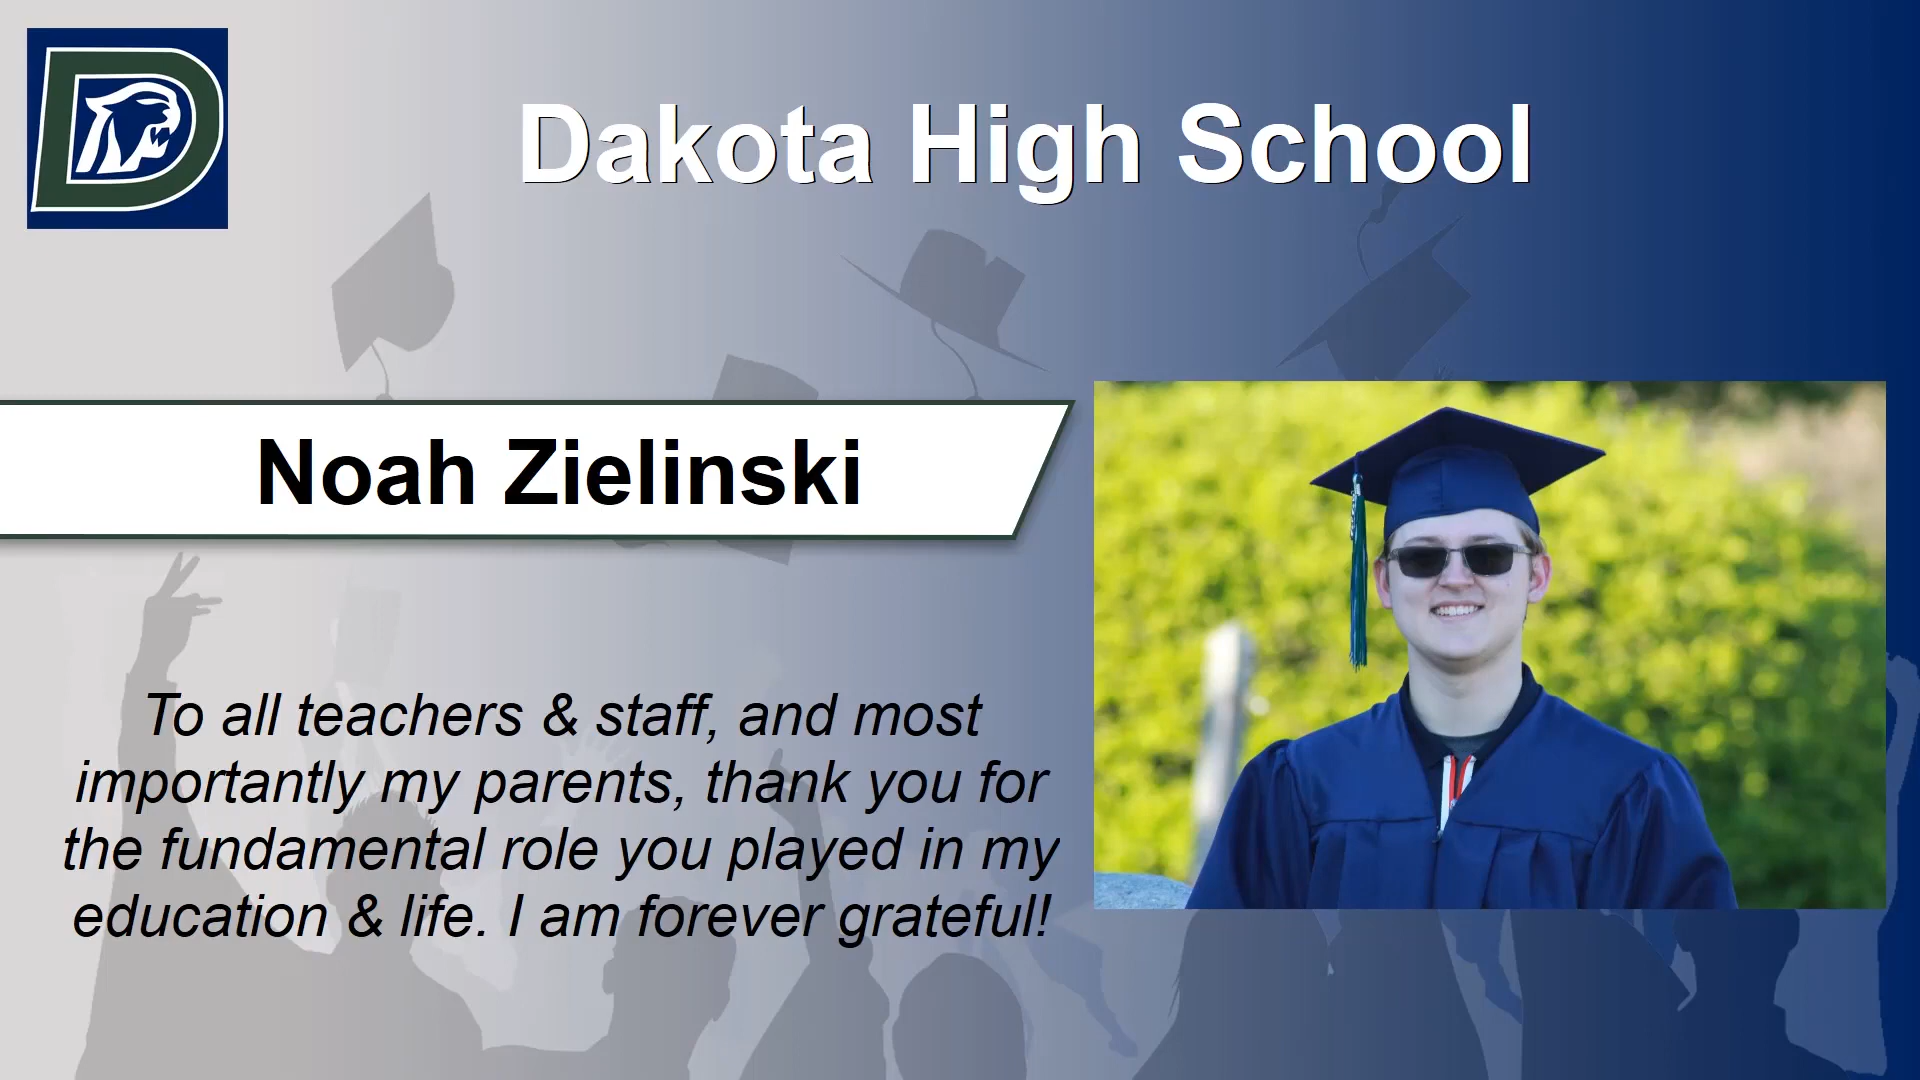 D
Dakota High School
Noah Zielinski
To all teachers & staff, and most
importantly my parents, thank you for
the fundamental role you played in my
education & life. I am forever grateful!